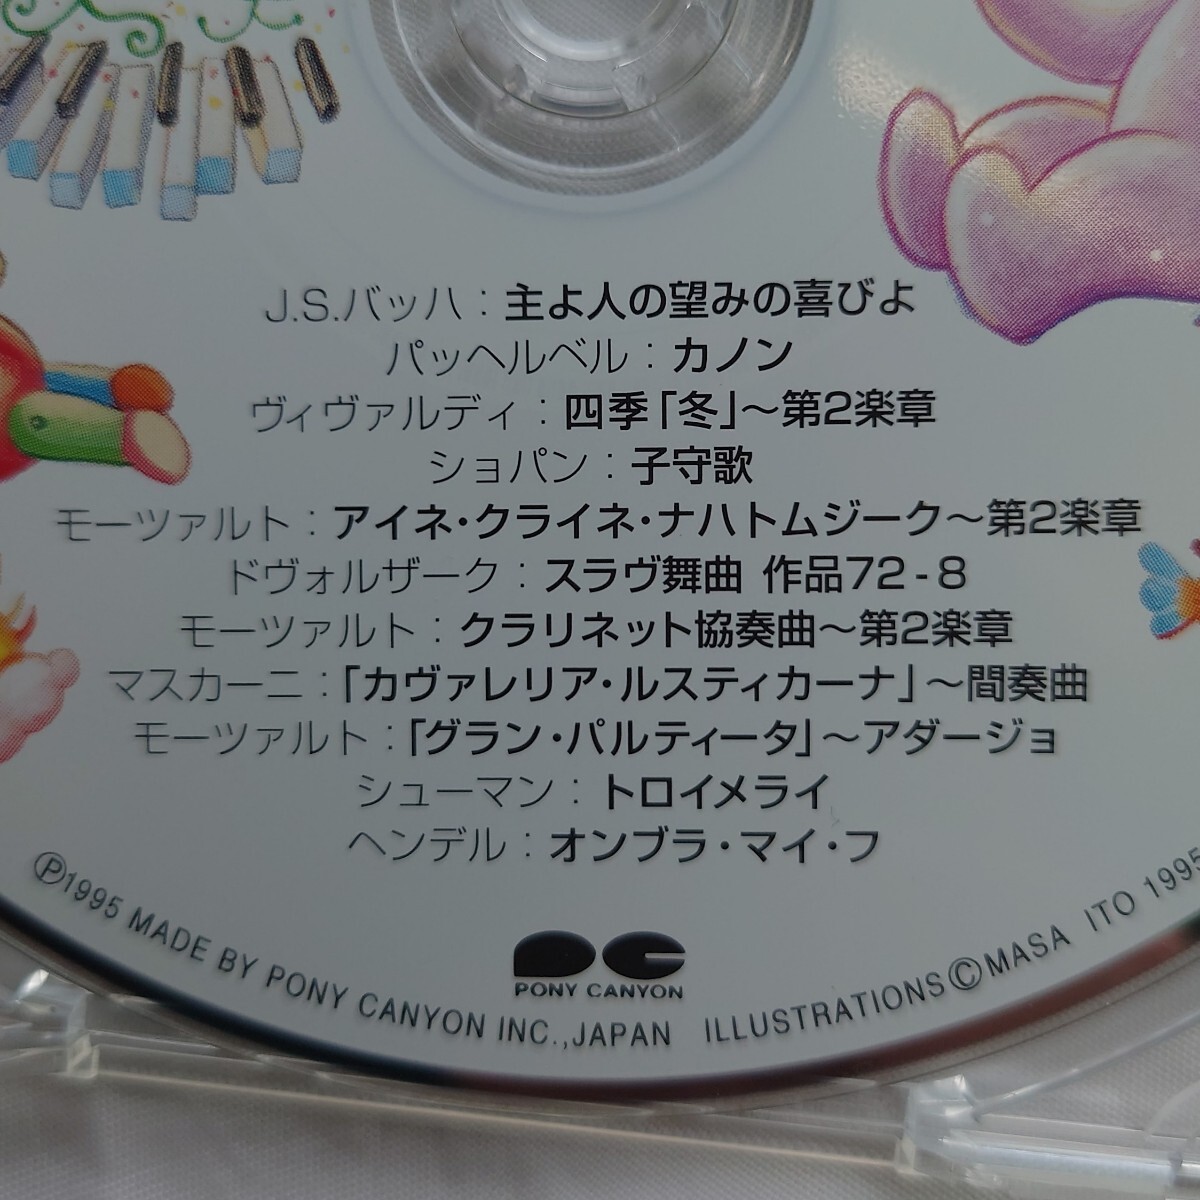 J.S.バッハ：主よ人の望みの喜びよ
パッヘルベル：カノン
ヴィヴァルディ：四季「冬」～第2楽章
ショパン：子守歌
モーツァルト：アイネ・クライネ・ナハトムジーク～第2楽章
ドヴォルザーク：スラヴ舞曲 作品72-8
モーツァルト：クラリネット協奏曲～第2楽章
マスカーニ：「カヴァレリア・ルスティカーナ」～間奏曲
モーツァルト：「グラン・パルティータ」～アダージョ
シューマン：トロイメライ
ヘンデル：オンブラ・マイ・フ
PONY CANYON
Ⓟ1995 MADE BY PONY CANYON INC.,JAPAN ILLUSTRATIONS©MASA ITO 1995